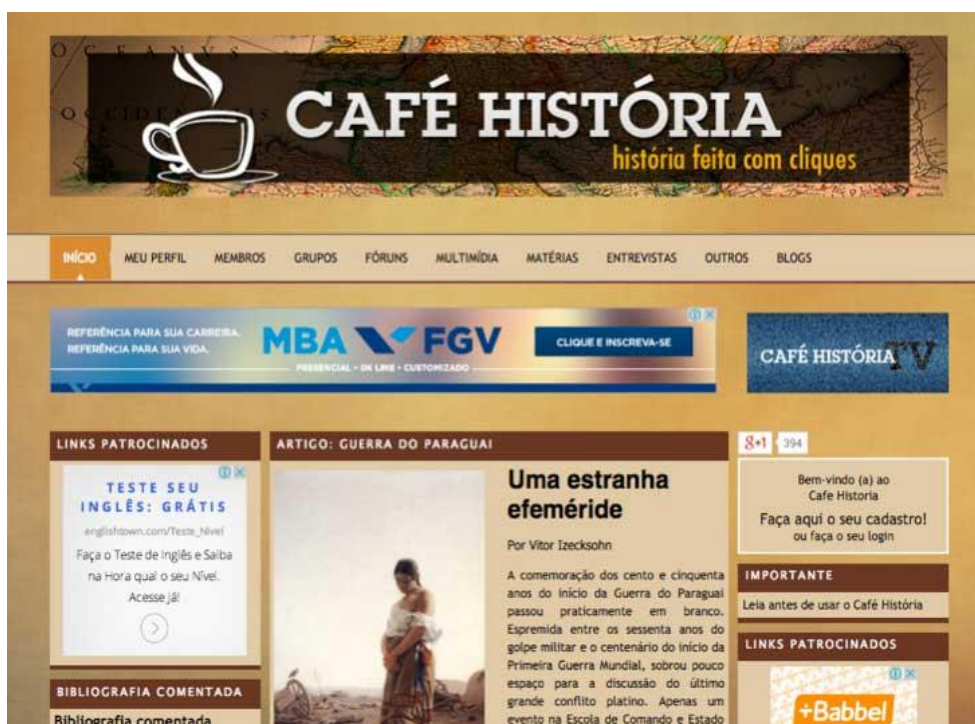 OCEANVS
CAFÉ HISTÓRIA
história feita com cliques
INÍCIO MEU PERFIL MEMBROS GRUPOS FÓRUNS MULTIMÍDIA MATÉRIAS ENTREVISTAS OUTROS BLOGS
REFERÊNCIA PARA SUA CARREIRA.
REFERÊNCIA PARA SUA VIDA.
MBA FGV
PRESENCIAL • ON LINE • CUSTOMIZADO
CLIQUE E INSCREVA-SE
CAFÉ HISTÓRIA TV
LINKS PATROCINADOS
TESTE SEU
INGLÊS: GRÁTIS
englishtown.com/Teste_Nível
Faça o Teste de Inglês e Saiba
na Hora qual o seu Nível.
Acesse já!
BIBLIOGRAFIA COMENTADA
Bibliografia comentada
ARTIGO: GUERRA DO PARAGUAI
Uma estranha
efeméride
Por Vitor Izecksohn
A comemoração dos cento e cinquenta
anos do início da Guerra do Paraguai
passou praticamente em branco.
Espremida entre os sessenta anos do
golpe militar e o centenário do início da
Primeira Guerra Mundial, sobrou pouco
espaço para a discussão do último
grande conflito platino. Apenas um
evento na Escola de Comando e Estado
g+1 394
Bem-vindo (a) ao
Cafe Historia
Faça aqui o seu cadastro!
ou faça o seu login
IMPORTANTE
Leia antes de usar o Café História
LINKS PATROCINADOS
+Babbel